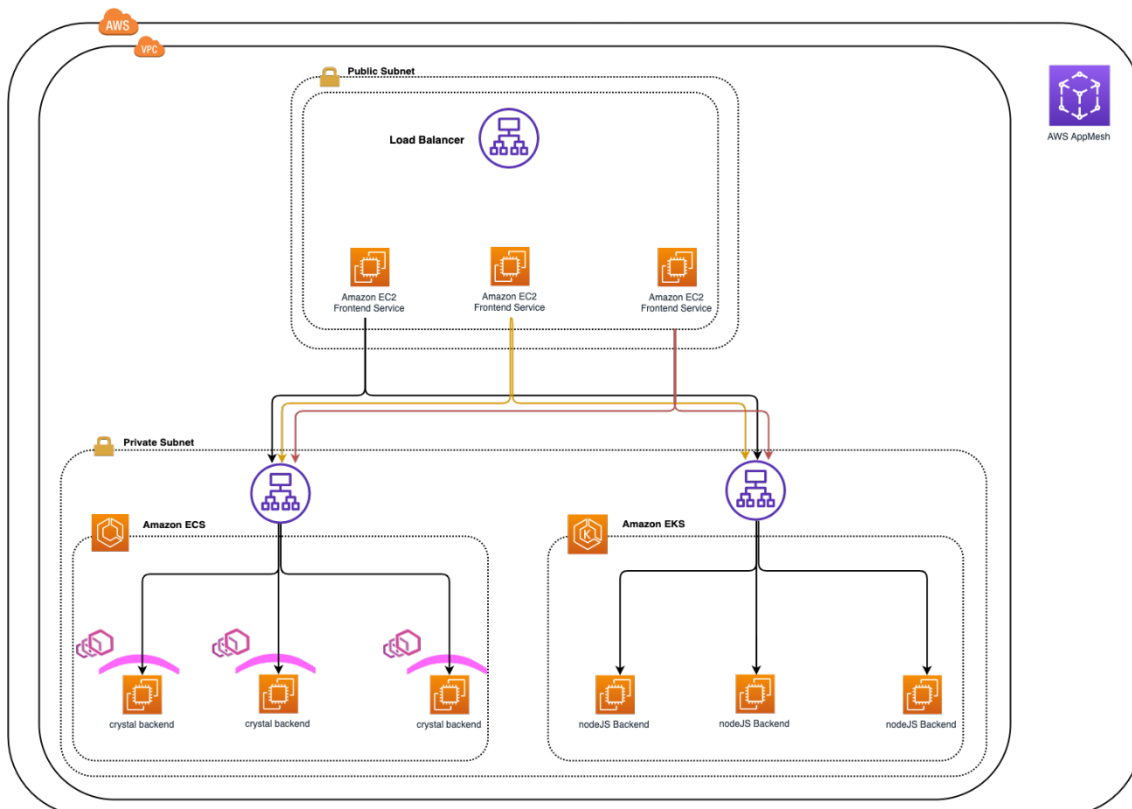 AWS
VPC
Public Subnet
Load Balancer
AWS AppMesh
Amazon EC2
Frontend Service
Amazon EC2
Frontend Service
Amazon EC2
Frontend Service
Private Subnet
Amazon ECS
Amazon EKS
K
crystal backend
crystal backend
crystal backend
nodeJS Backend
nodeJS Backend
nodeJS Backend